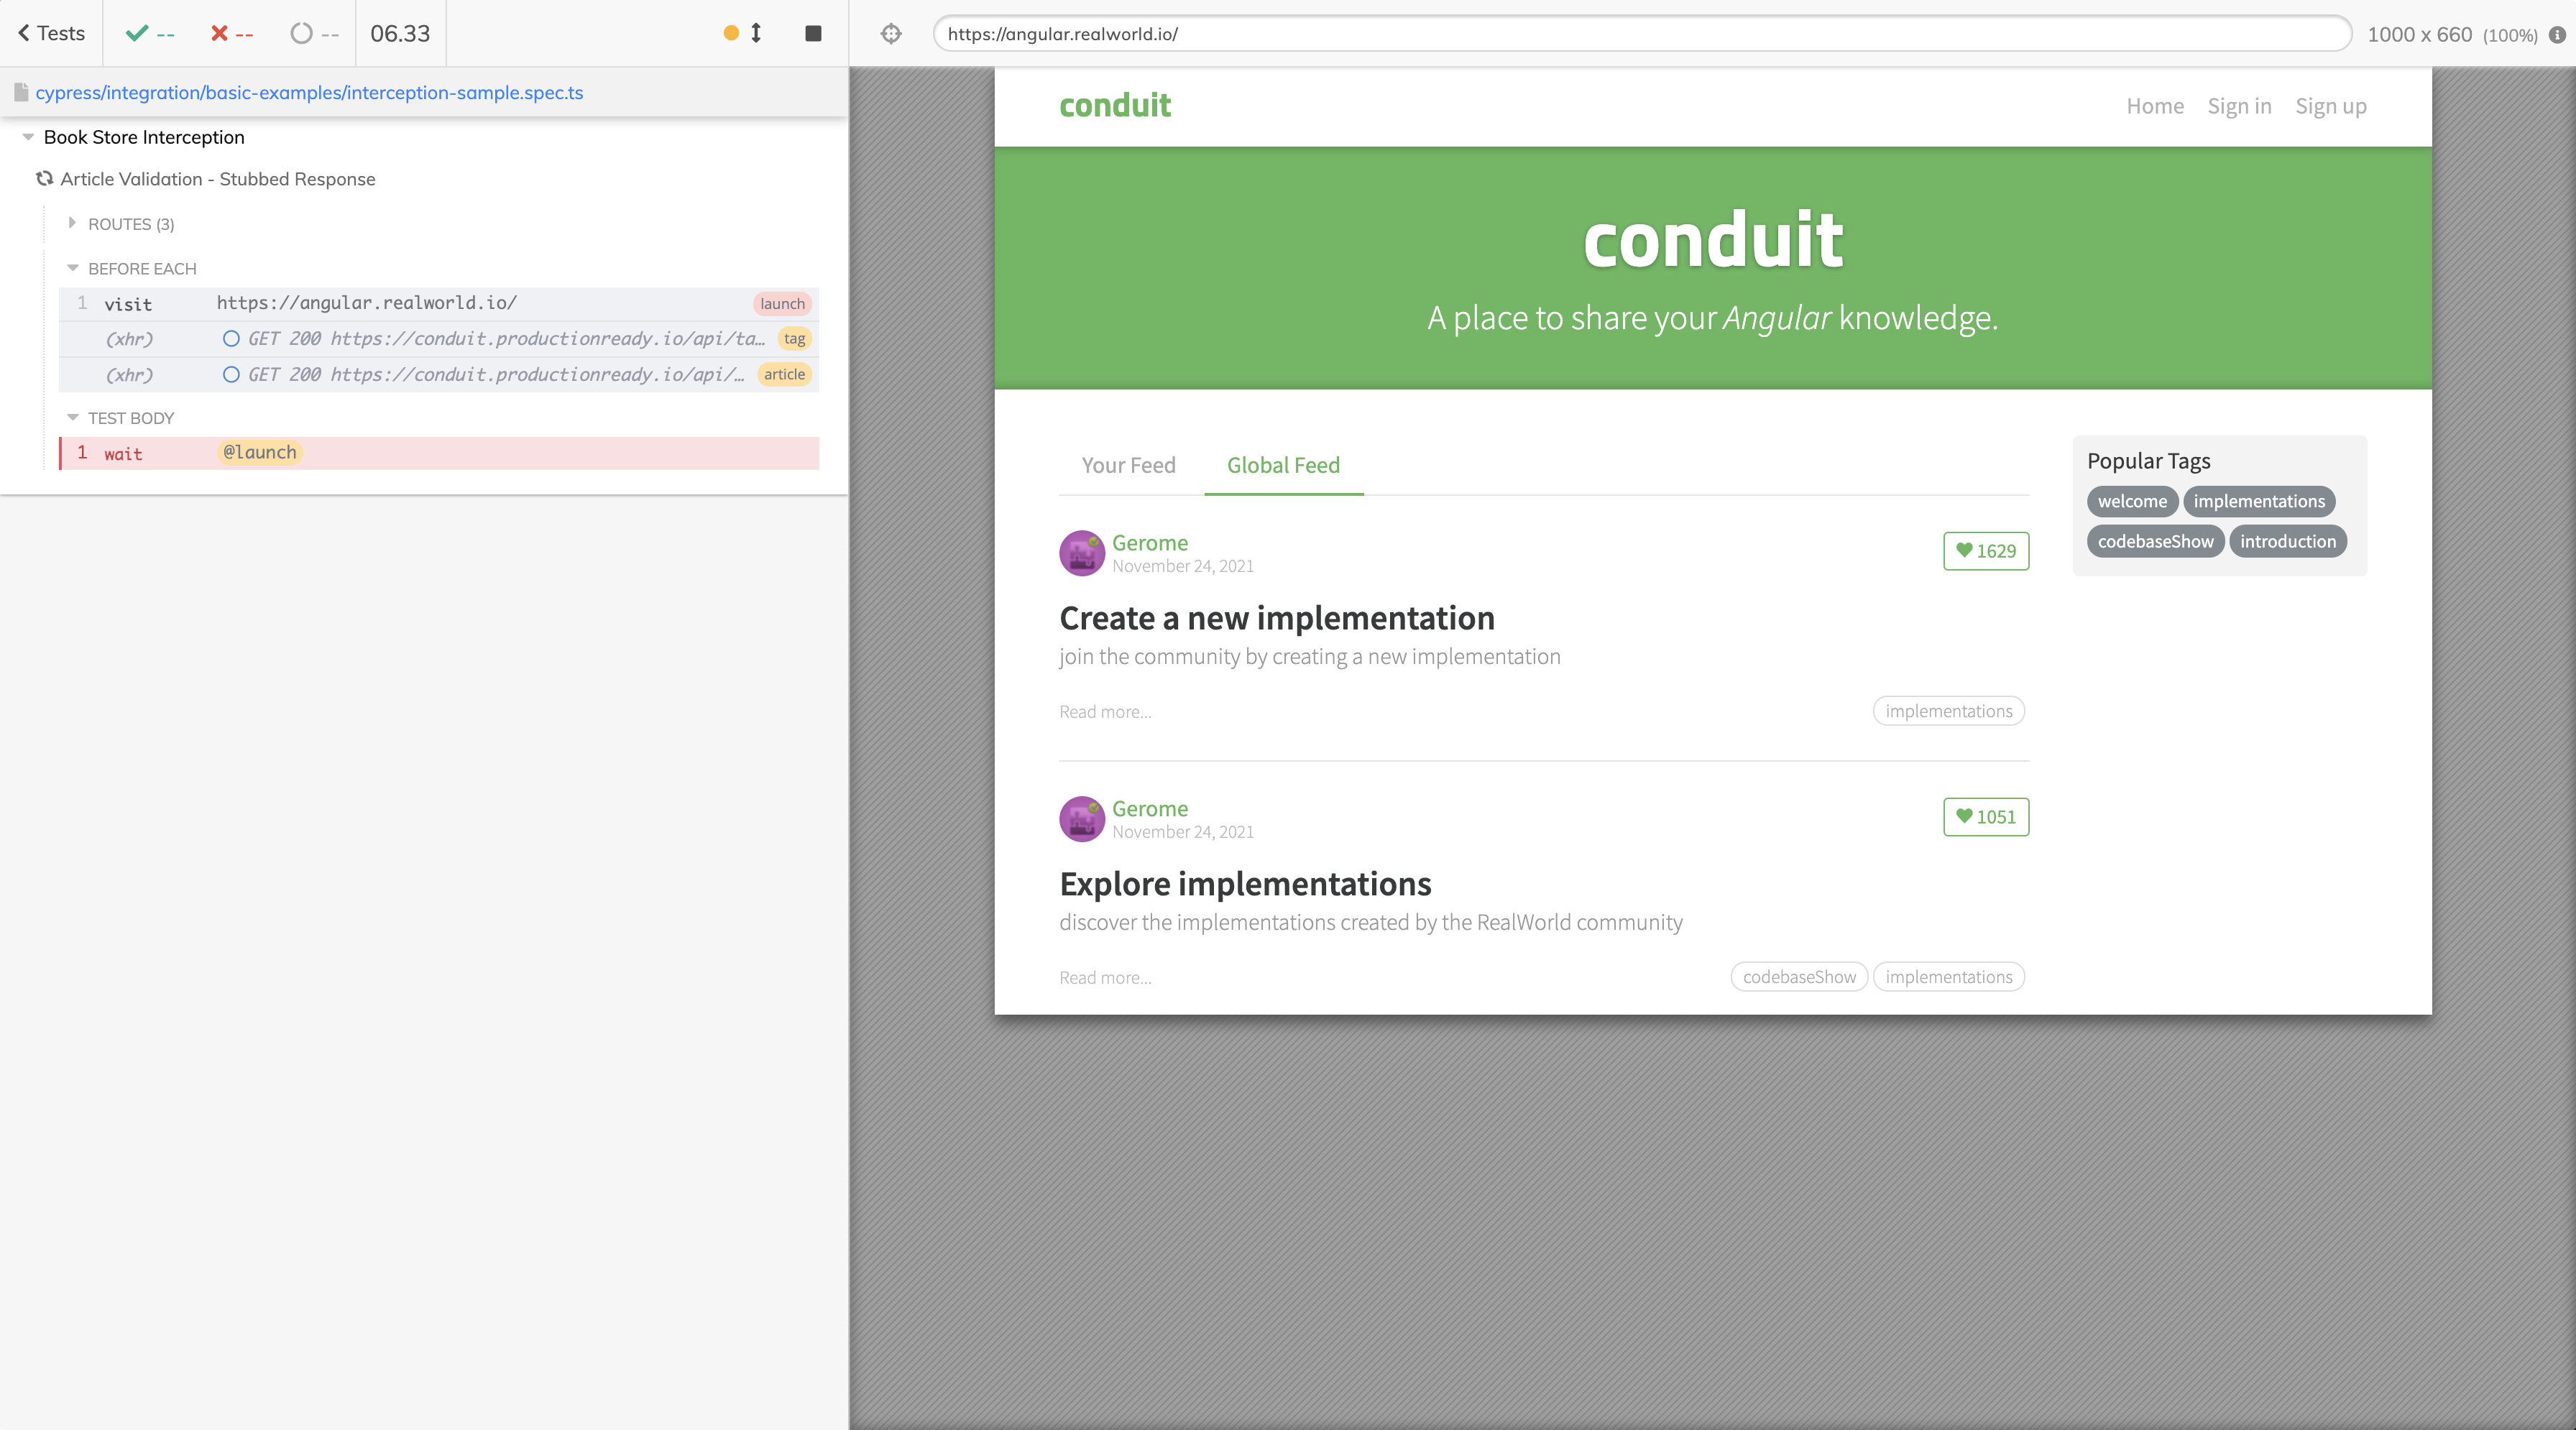 Tests -- -- -- 06.33
cypress/integration/basic-examples/interception-sample.spec.ts
Book Store Interception
Article Validation - Stubbed Response
ROUTES (3)
BEFORE EACH
1 visit https://angular.realworld.io/ launch
(xhr) GET 200 https://conduit.productionready.io/api/ta… tag
(xhr) GET 200 https://conduit.productionready.io/api/… article
TEST BODY
1 wait @launch
https://angular.realworld.io/ 1000 x 660 (100%)
conduit
Home Sign in Sign up
conduit
A place to share your Angular knowledge.
Your Feed Global Feed
Gerome
November 24, 2021
1629
Create a new implementation
join the community by creating a new implementation
Read more...
implementations
Gerome
November 24, 2021
1051
Explore implementations
discover the implementations created by the RealWorld community
Read more...
codebaseShow implementations
Popular Tags
welcome implementations
codebaseShow introduction